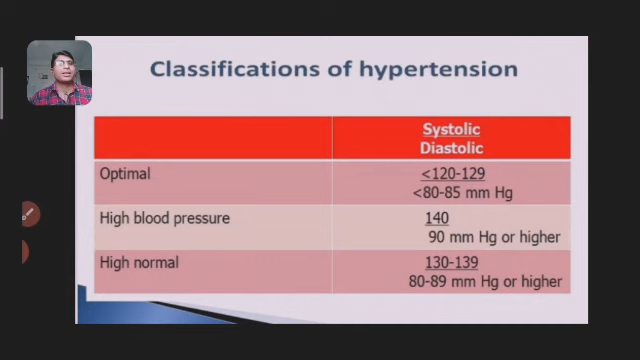 Classifications of hypertension
Systolic
Diastolic
Optimal
<120-129
<80-85 mm Hg
High blood pressure
140
90 mm Hg or higher
High normal
130-139
80-89 mm Hg or higher